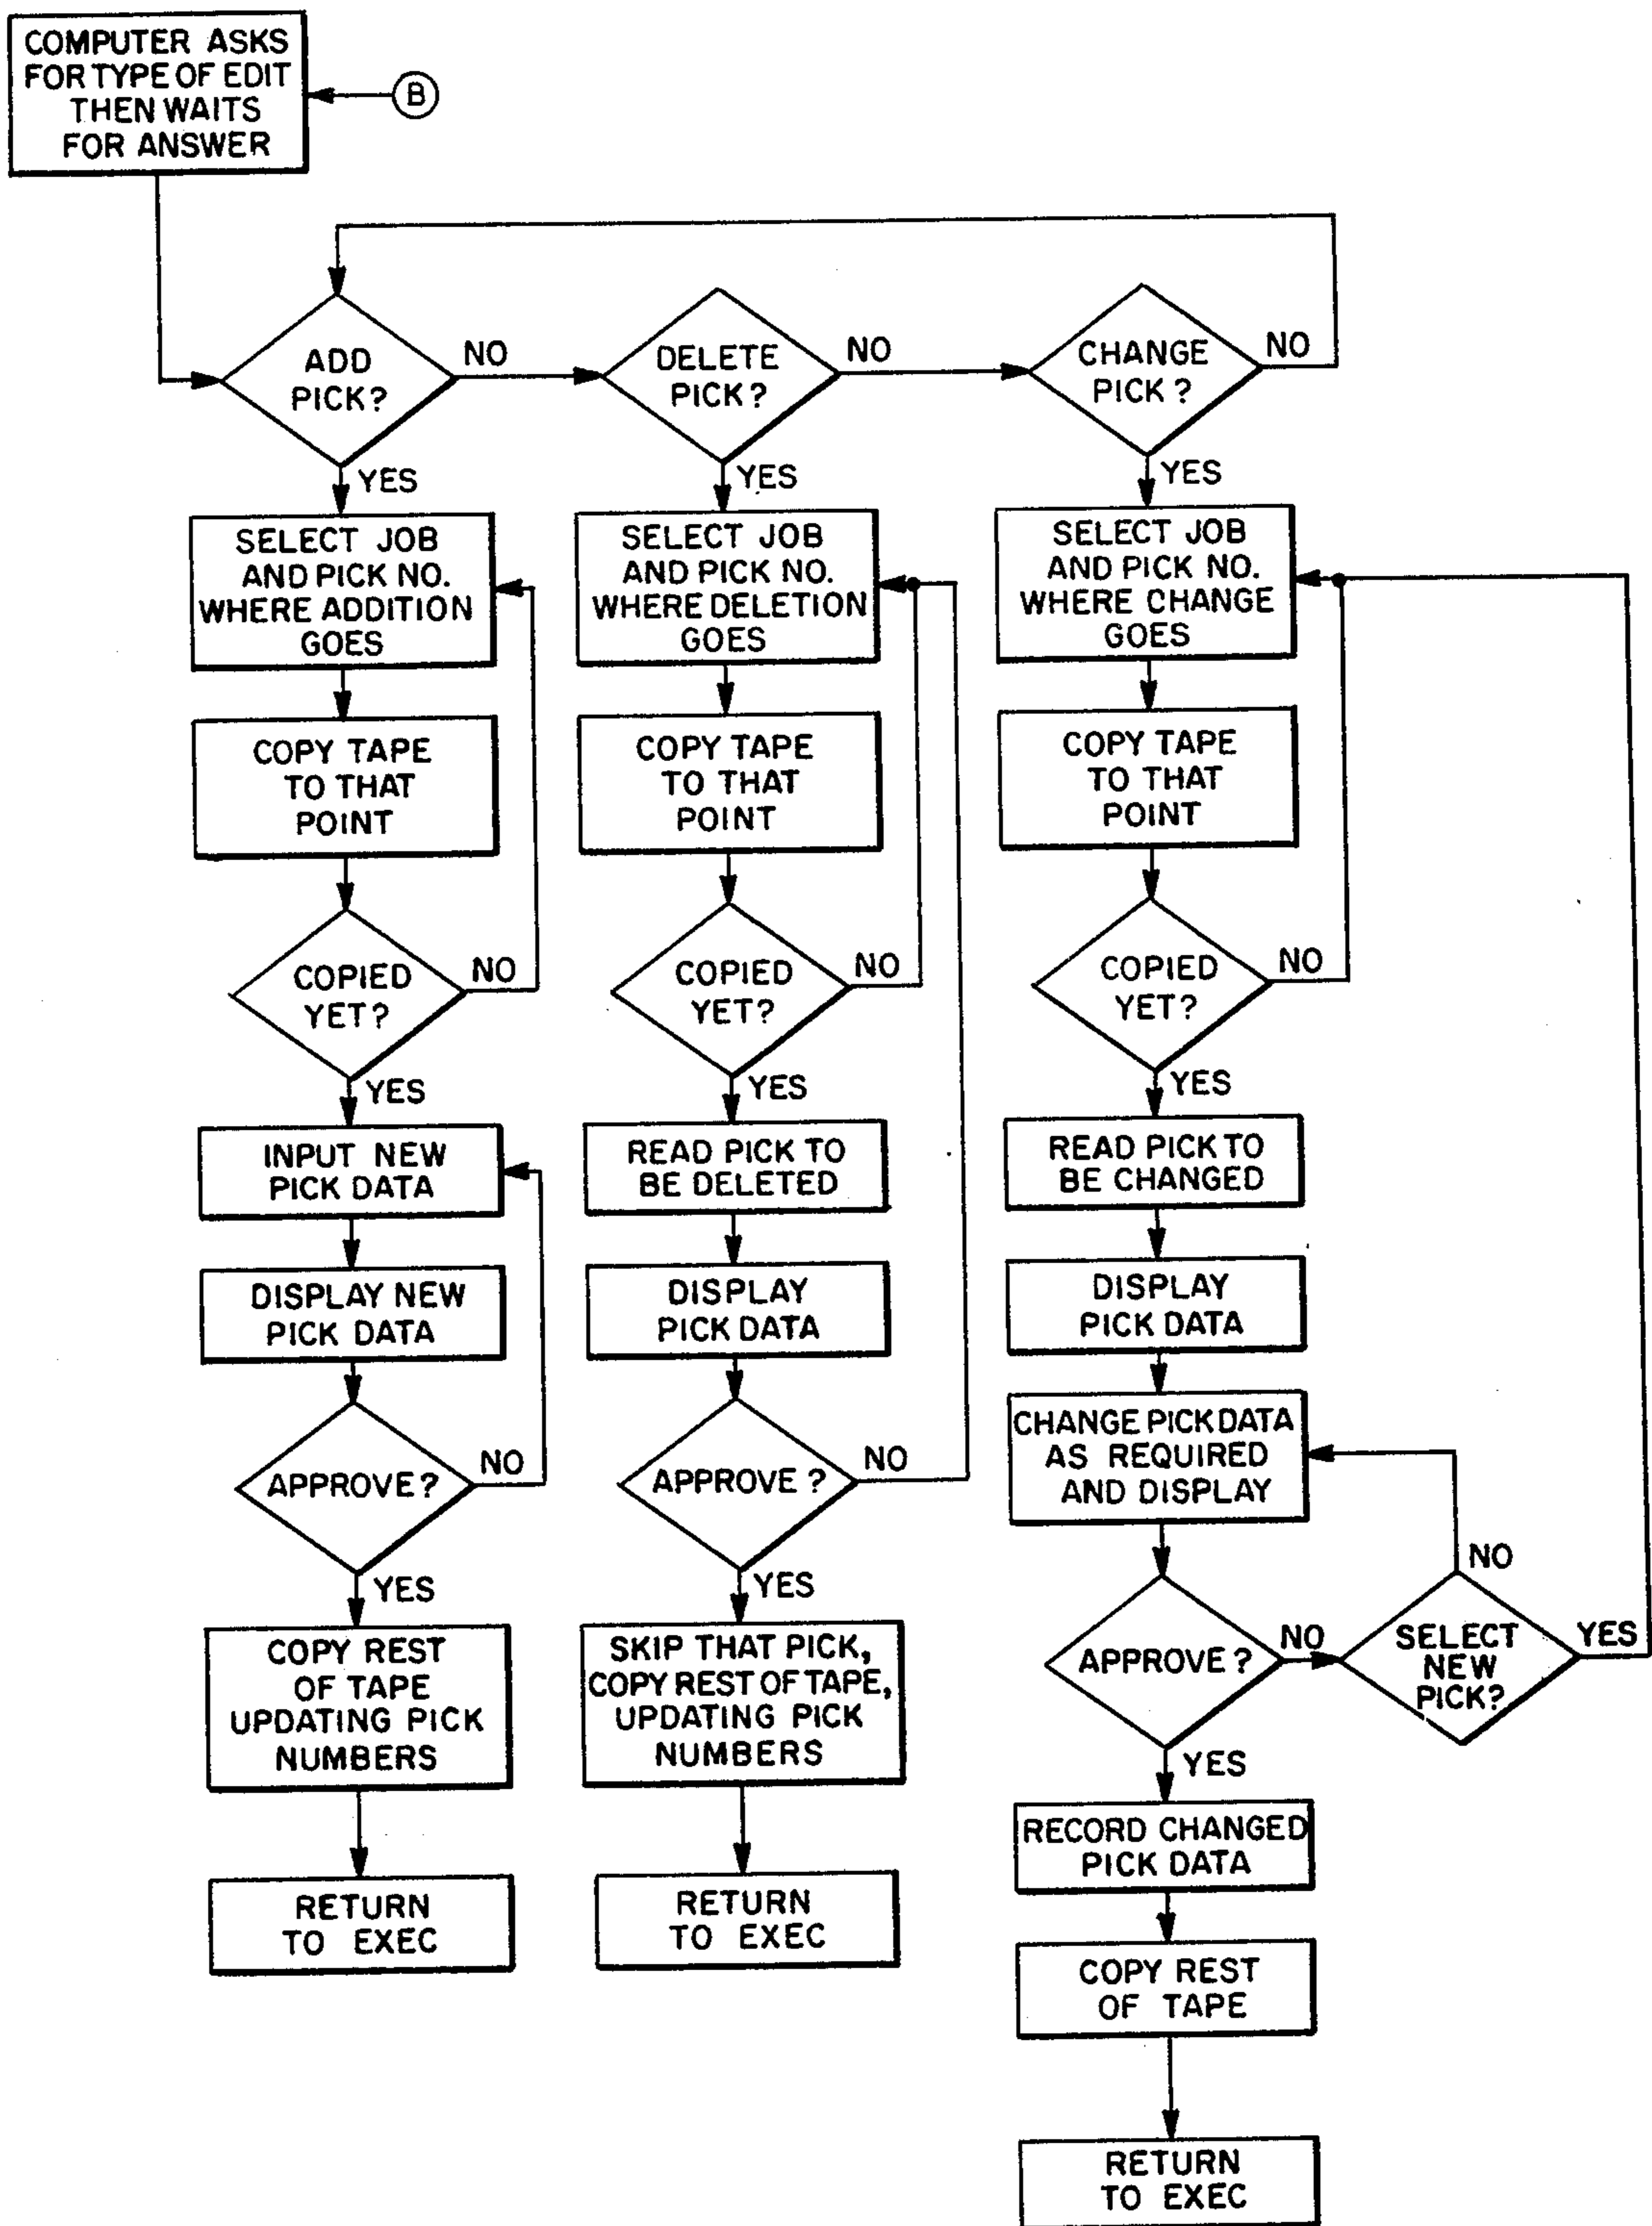 COMPUTER ASKS
FOR TYPE OF EDIT
THEN WAITS
FOR ANSWER
B
ADD
PICK?
NO
DELETE
PICK?
NO
CHANGE
PICK?
NO
YES
YES
YES
SELECT JOB
AND PICK NO.
WHERE ADDITION
GOES
SELECT JOB
AND PICK NO.
WHERE DELETION
GOES
SELECT JOB
AND PICK NO.
WHERE CHANGE
GOES
COPY TAPE
TO THAT
POINT
COPY TAPE
TO THAT
POINT
COPY TAPE
TO THAT
POINT
COPIED
YET?
NO
COPIED
YET?
NO
COPIED
YET?
NO
YES
YES
YES
INPUT NEW
PICK DATA
READ PICK TO
BE DELETED
READ PICK TO
BE CHANGED
DISPLAY NEW
PICK DATA
DISPLAY
PICK DATA
DISPLAY
PICK DATA
CHANGE PICK DATA
AS REQUIRED
AND DISPLAY
APPROVE?
NO
APPROVE?
NO
NO
YES
YES
APPROVE?
NO
SELECT
NEW
PICK?
YES
COPY REST
OF TAPE
UPDATING PICK
NUMBERS
SKIP THAT PICK,
COPY REST OF TAPE,
UPDATING PICK
NUMBERS
YES
RECORD CHANGED
PICK DATA
RETURN
TO EXEC
RETURN
TO EXEC
COPY REST
OF TAPE
RETURN
TO EXEC